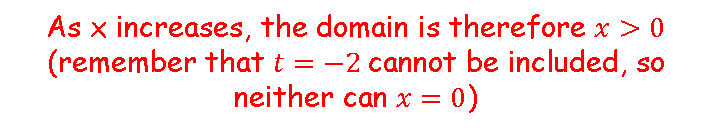 As x increases, the domain is therefore x > 0
(remember that t = −2 cannot be included, so
neither can x = 0)